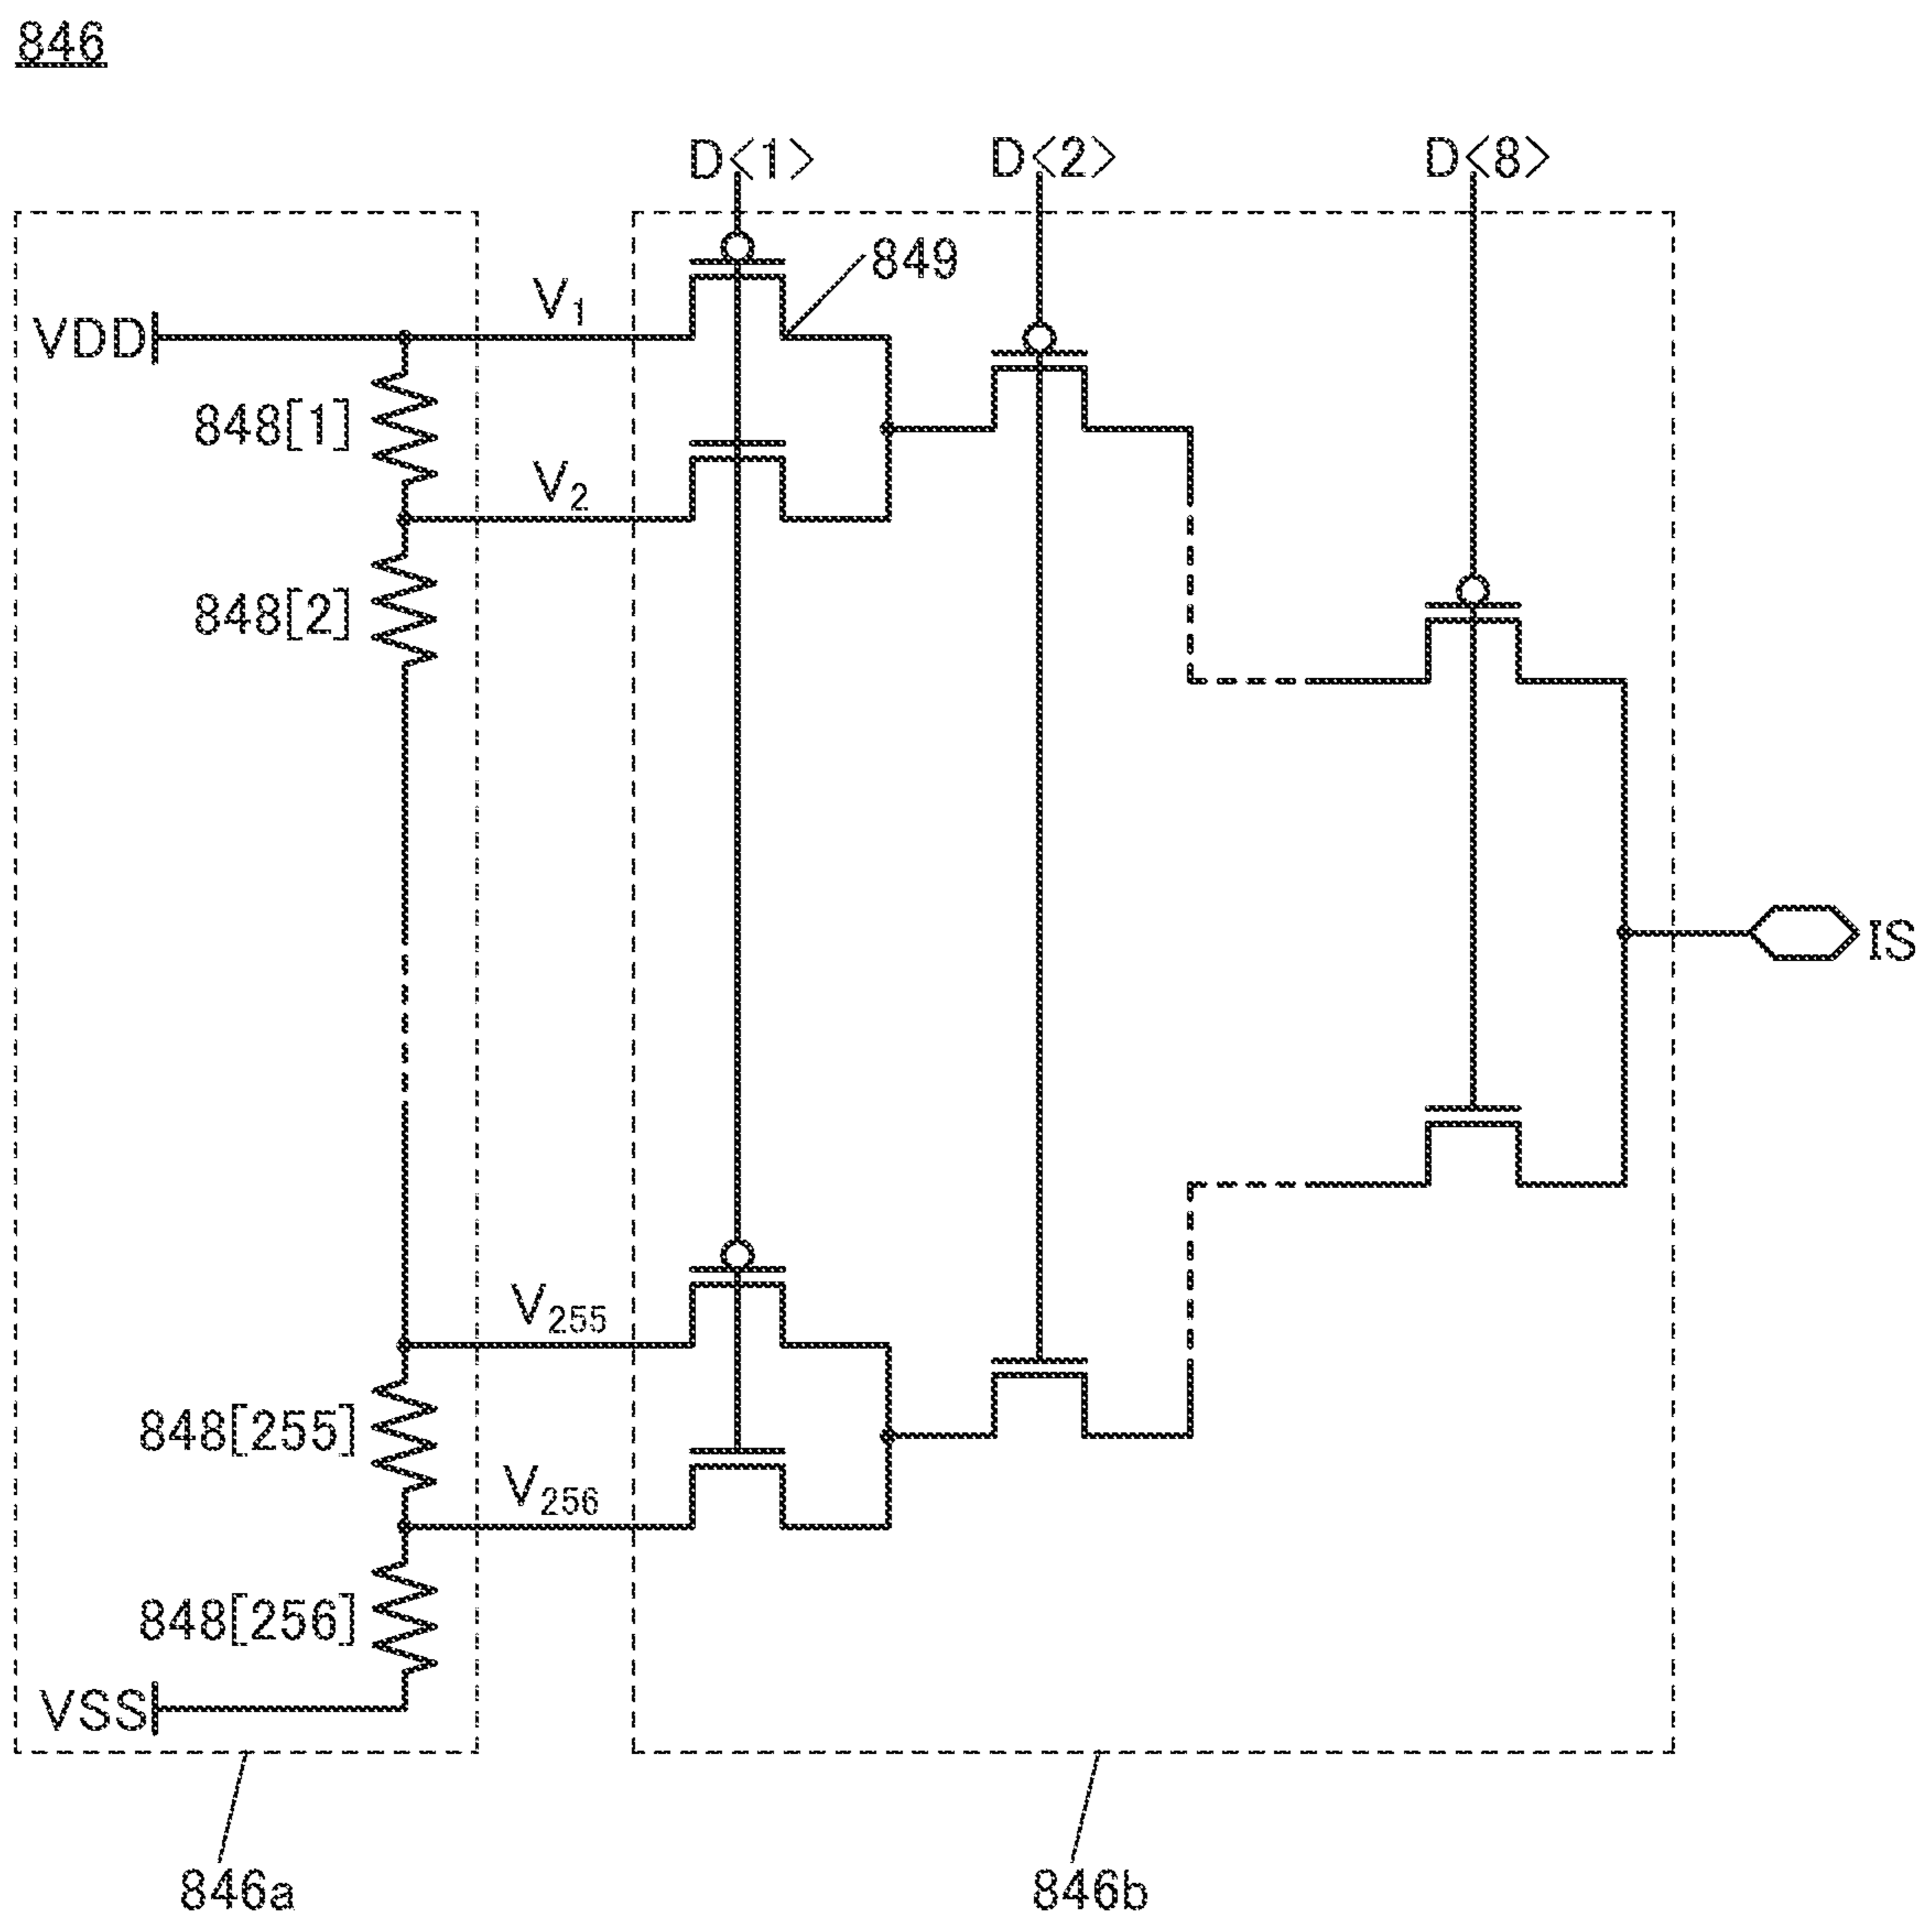 846
D<1>
D<2>
D<8>
849
V1
VDD
848[1]
V2
848[2]
IS
V255
848[255]
V256
848[256]
VSS
846a
846b